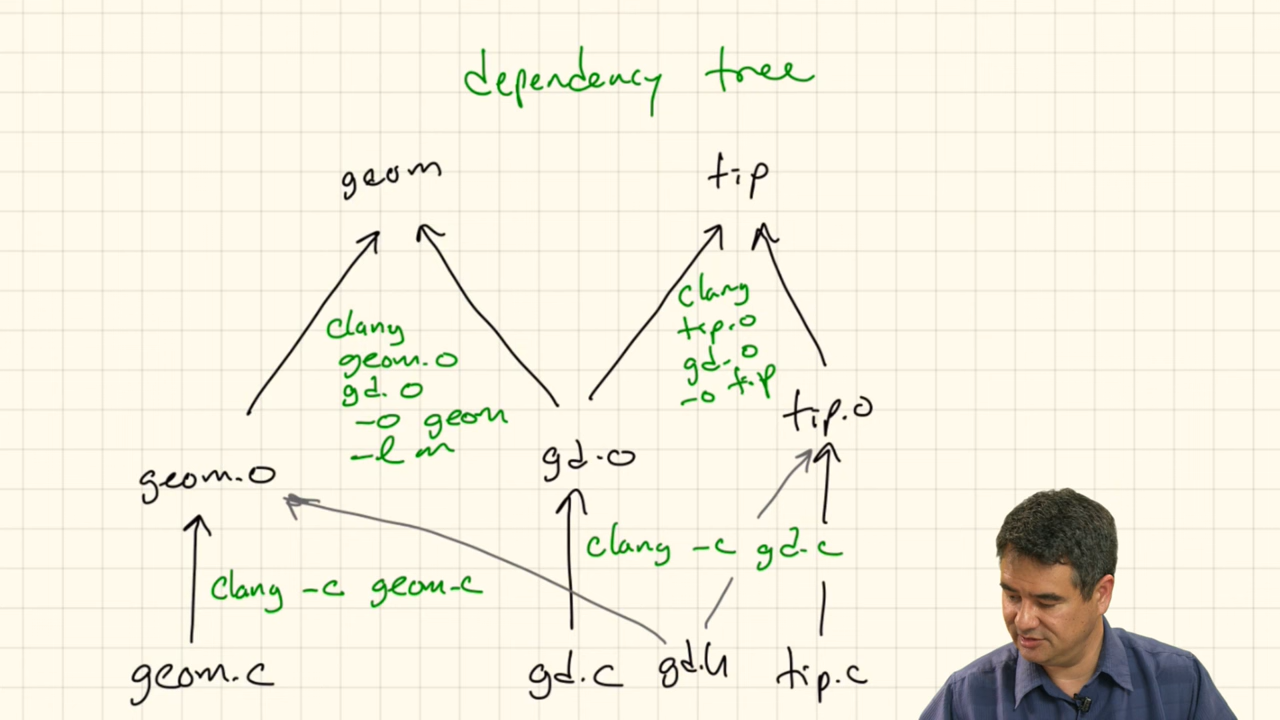 dependency tree
geom
tip
clang
geom.o
gd.o
-o geom
-lm
clang
tip.o
gd.o
-o tip
geom.o
gd.o
tip.o
clang -c geom.c
clang -c gd.c
geom.c
gd.c
gd.h
tip.c